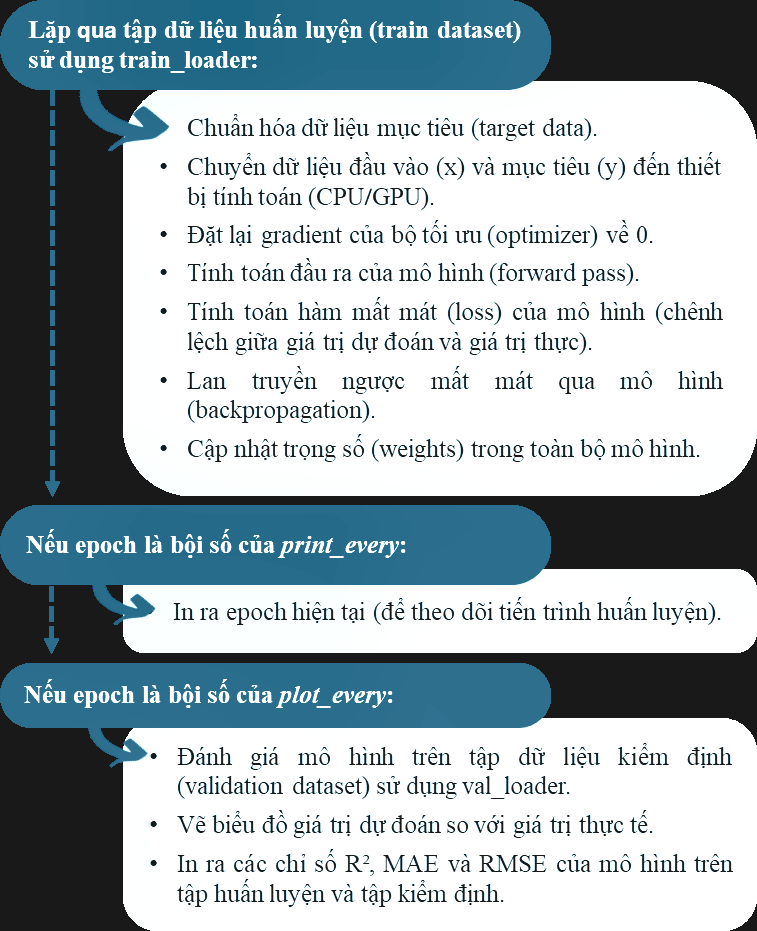 Lặp qua tập dữ liệu huấn luyện (train dataset)
sử dụng train_loader:
Chuẩn hóa dữ liệu mục tiêu (target data).
• Chuyển dữ liệu đầu vào (x) và mục tiêu (y) đến thiết
bị tính toán (CPU/GPU).
• Đặt lại gradient của bộ tối ưu (optimizer) về 0.
• Tính toán đầu ra của mô hình (forward pass).
• Tính toán hàm mất mát (loss) của mô hình (chênh
lệch giữa giá trị dự đoán và giá trị thực).
• Lan truyền ngược mất mát qua mô hình
(backpropagation).
• Cập nhật trọng số (weights) trong toàn bộ mô hình.
Nếu epoch là bội số của print_every:
In ra epoch hiện tại (để theo dõi tiến trình huấn luyện).
Nếu epoch là bội số của plot_every:
• Đánh giá mô hình trên tập dữ liệu kiểm định
(validation dataset) sử dụng val_loader.
• Vẽ biểu đồ giá trị dự đoán so với giá trị thực tế.
• In ra các chỉ số R², MAE và RMSE của mô hình trên
tập huấn luyện và tập kiểm định.